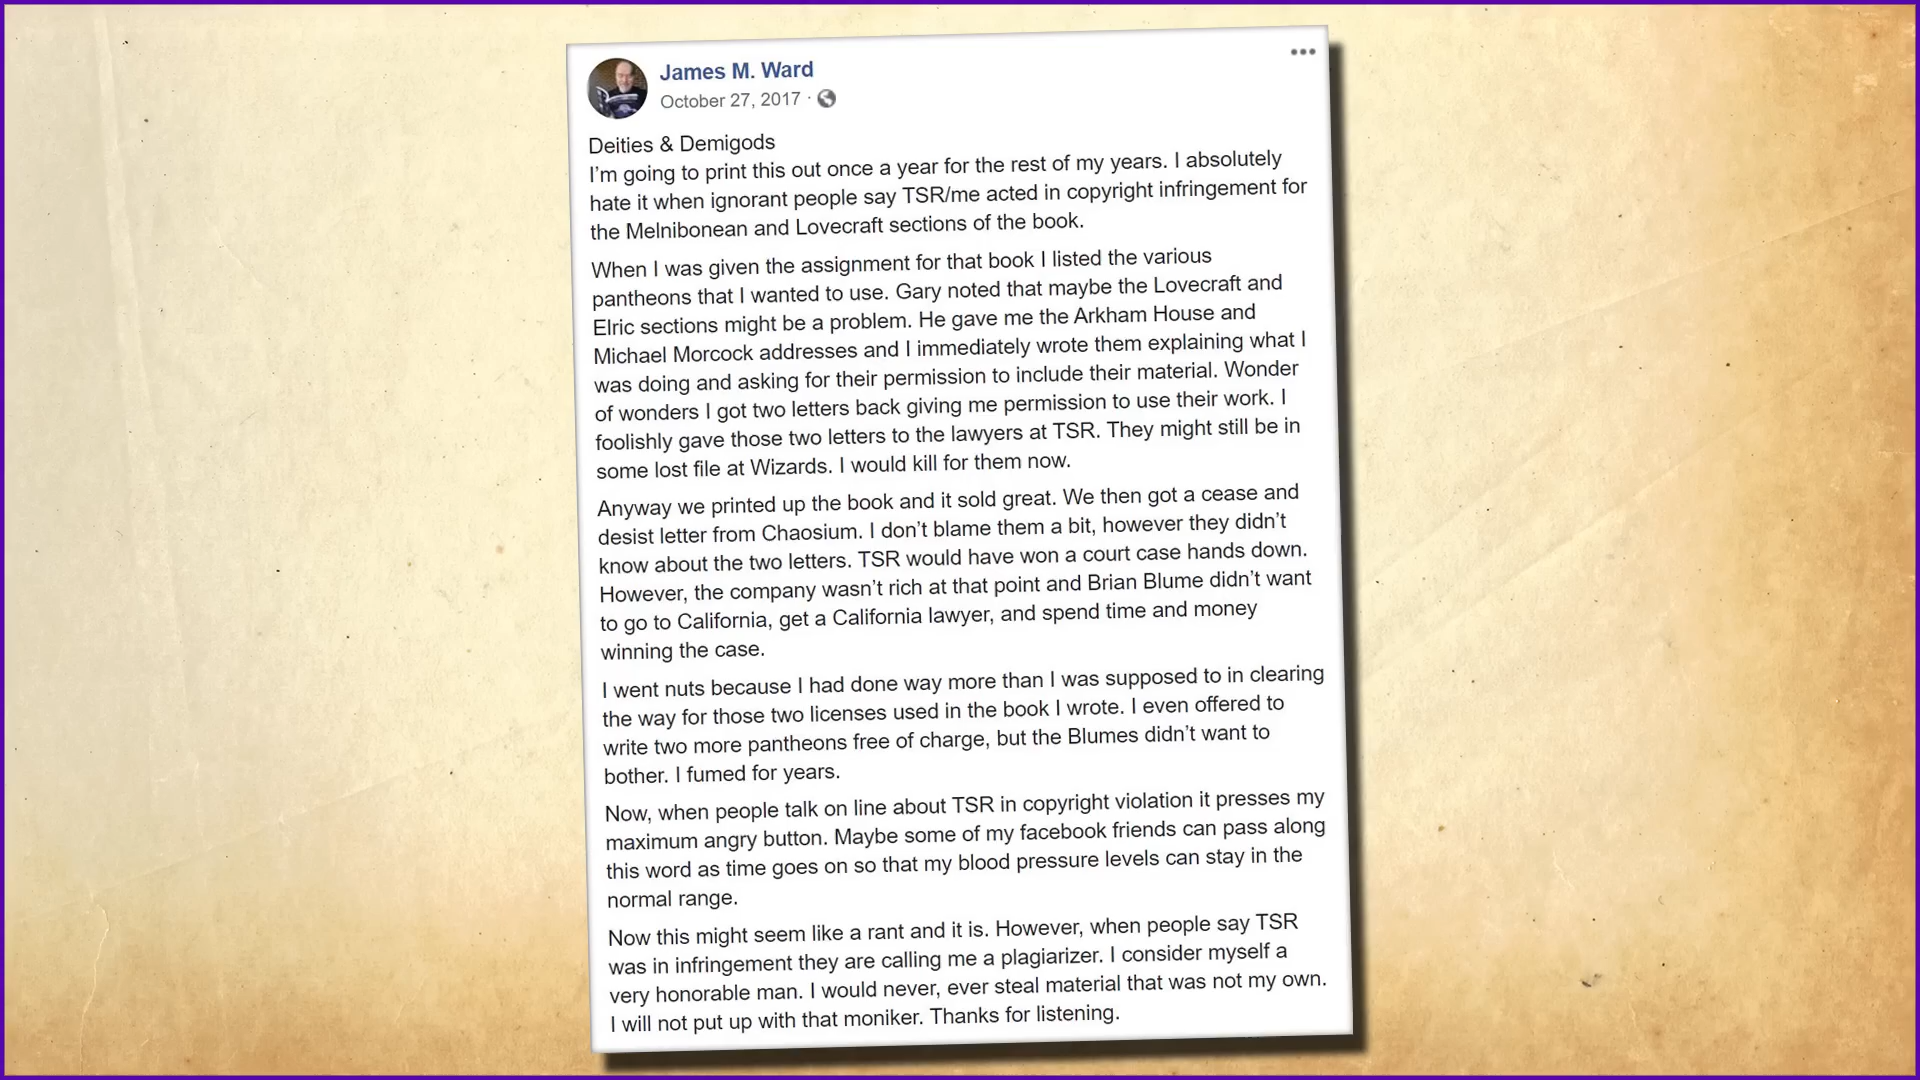 James M. Ward
October 27, 2017 ·
Deities & Demigods
I'm going to print this out once a year for the rest of my years. I absolutely
hate it when ignorant people say TSR/me acted in copyright infringement for
the Melnibonean and Lovecraft sections of the book.
When I was given the assignment for that book I listed the various
pantheons that I wanted to use. Gary noted that maybe the Lovecraft and
Elric sections might be a problem. He gave me the Arkham House and
Michael Morcock addresses and I immediately wrote them explaining what I
was doing and asking for their permission to include their material. Wonder
of wonders I got two letters back giving me permission to use their work. I
foolishly gave those two letters to the lawyers at TSR. They might still be in
some lost file at Wizards. I would kill for them now.
Anyway we printed up the book and it sold great. We then got a cease and
desist letter from Chaosium. I don't blame them a bit, however they didn't
know about the two letters. TSR would have won a court case hands down.
However, the company wasn't rich at that point and Brian Blume didn't want
to go to California, get a California lawyer, and spend time and money
winning the case.
I went nuts because I had done way more than I was supposed to in clearing
the way for those two licenses used in the book I wrote. I even offered to
write two more pantheons free of charge, but the Blumes didn't want to
bother. I fumed for years.
Now, when people talk on line about TSR in copyright violation it presses my
maximum angry button. Maybe some of my facebook friends can pass along
this word as time goes on so that my blood pressure levels can stay in the
normal range.
Now this might seem like a rant and it is. However, when people say TSR
was in infringement they are calling me a plagiarizer. I consider myself a
very honorable man. I would never, ever steal material that was not my own.
I will not put up with that moniker. Thanks for listening.